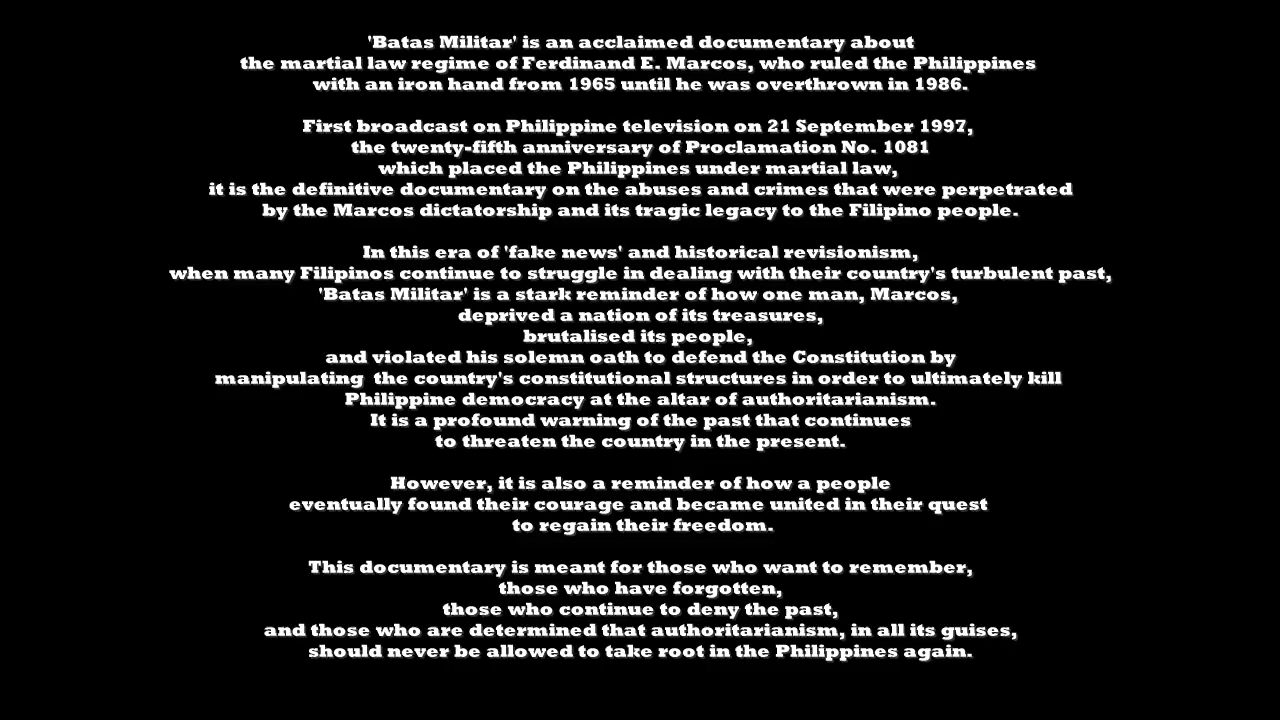 'Batas Militar' is an acclaimed documentary about
the martial law regime of Ferdinand E. Marcos, who ruled the Philippines
with an iron hand from 1965 until he was overthrown in 1986.
First broadcast on Philippine television on 21 September 1997,
the twenty-fifth anniversary of Proclamation No. 1081
which placed the Philippines under martial law,
it is the definitive documentary on the abuses and crimes that were perpetrated
by the Marcos dictatorship and its tragic legacy to the Filipino people.
In this era of 'fake news' and historical revisionism,
when many Filipinos continue to struggle in dealing with their country's turbulent past,
'Batas Militar' is a stark reminder of how one man, Marcos,
deprived a nation of its treasures,
brutalised its people,
and violated his solemn oath to defend the Constitution by
manipulating  the country's constitutional structures in order to ultimately kill
Philippine democracy at the altar of authoritarianism.
It is a profound warning of the past that continues
to threaten the country in the present.
However, it is also a reminder of how a people
eventually found their courage and became united in their quest
to regain their freedom.
This documentary is meant for those who want to remember,
those who have forgotten,
those who continue to deny the past,
and those who are determined that authoritarianism, in all its guises,
should never be allowed to take root in the Philippines again.